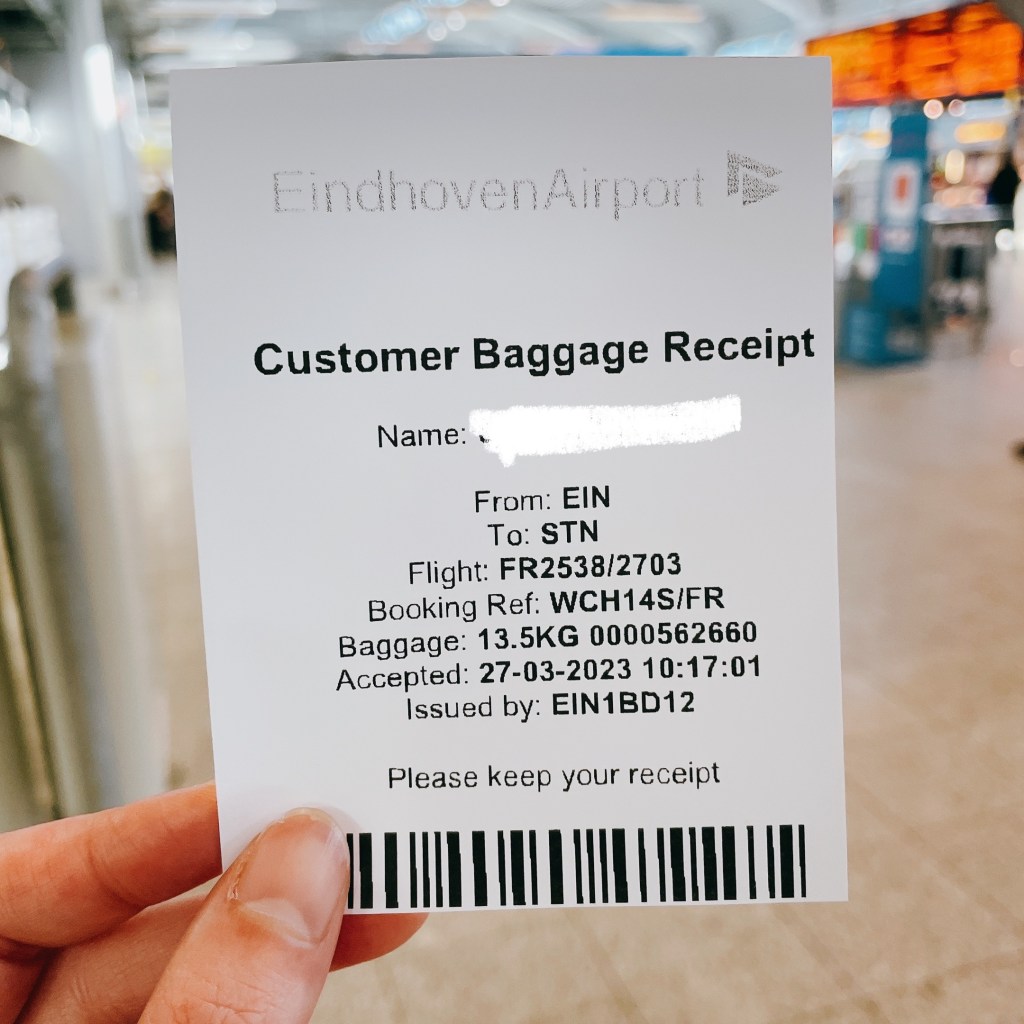 EindhovenAirport
Customer Baggage Receipt
Name:
From: EIN
To: STN
Flight: FR2538/2703
Booking Ref: WCH14S/FR
Baggage: 13.5KG 0000562660
Accepted: 27-03-2023 10:17:01
Issued by: EIN1BD12
Please keep your receipt